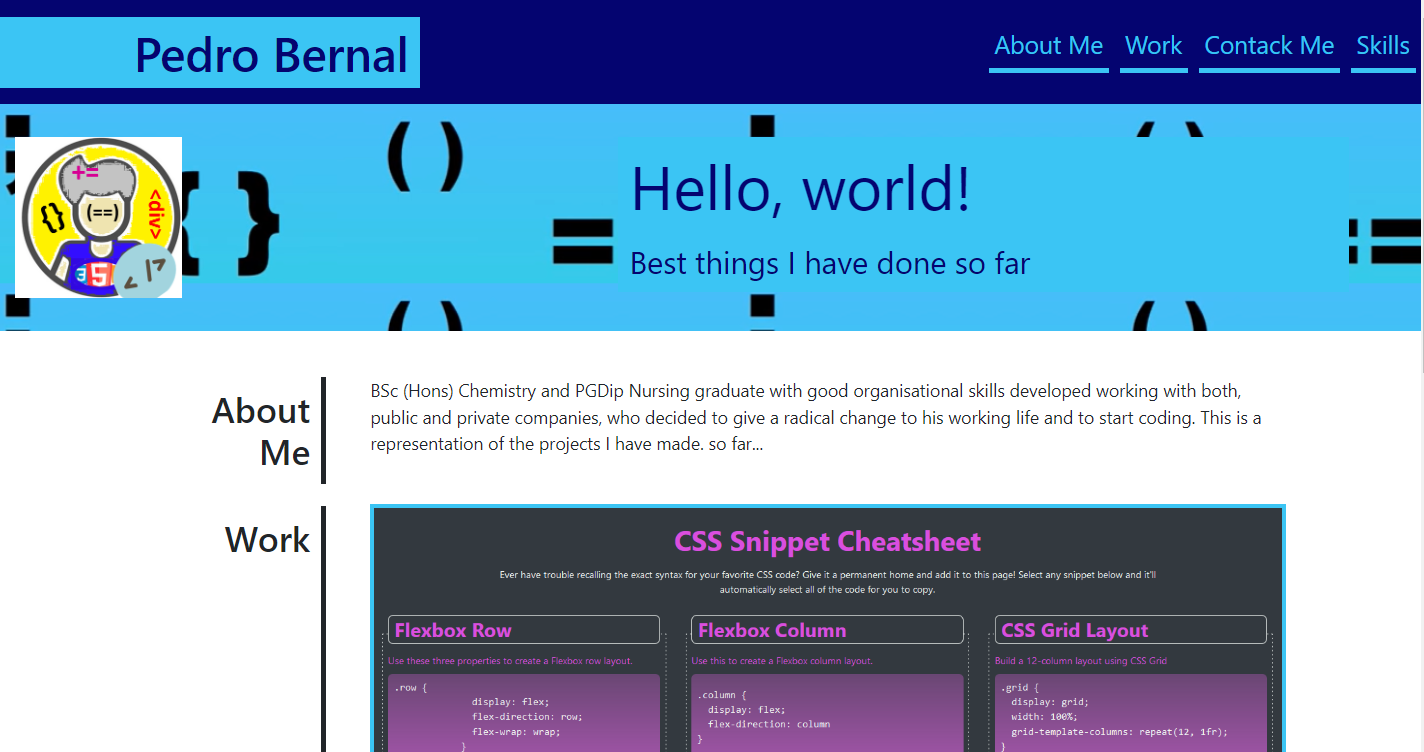 Pedro Bernal
About Me Work Contack Me Skills
( ) ( )
+=
{} (==) <div>
{ }
=
:=
3 5
< |?
Hello, world!
Best things I have done so far
( ) ( )
About
Me
BSc (Hons) Chemistry and PGDip Nursing graduate with good organisational skills developed working with both,
public and private companies, who decided to give a radical change to his working life and to start coding. This is a
representation of the projects I have made. so far...
Work
CSS Snippet Cheatsheet
Ever have trouble recalling the exact syntax for your favorite CSS code? Give it a permanent home and add it to this page! Select any snippet below and it'll
automatically select all of the code for you to copy.
Flexbox Row
Use these three properties to create a Flexbox row layout.
.row {
display: flex;
flex-direction: row;
flex-wrap: wrap;
}
Flexbox Column
Use this to create a Flexbox column layout.
.column {
display: flex;
flex-direction: column
}
CSS Grid Layout
Build a 12-column layout using CSS Grid
.grid {
display: grid;
width: 100%;
grid-template-columns: repeat(12, 1fr);
}